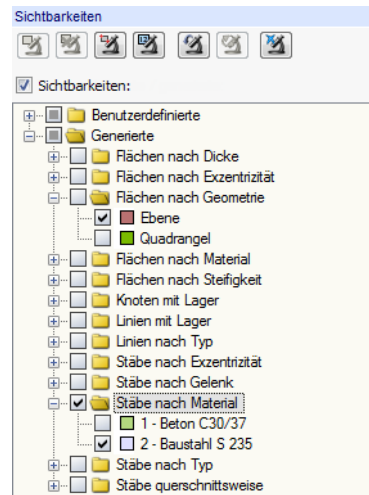 Sichtbarkeiten
Sichtbarkeiten:
Benutzerdefinierte
Generierte
Flächen nach Dicke
Flächen nach Exzentrizität
Flächen nach Geometrie
Ebene
Quadrangel
Flächen nach Material
Flächen nach Steifigkeit
Knoten mit Lager
Linien mit Lager
Linien nach Typ
Stäbe nach Exzentrizität
Stäbe nach Gelenk
Stäbe nach Material
1 - Beton C30/37
2 - Baustahl S 235
Stäbe nach Typ
Stäbe querschnittsweise